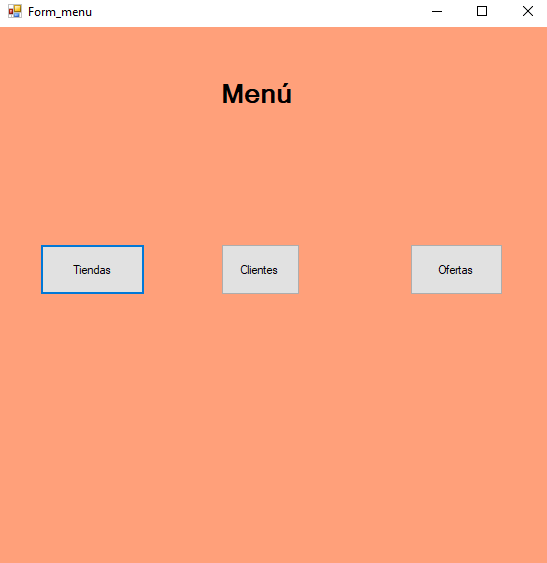 Form_menu
Menú
Tiendas
Clientes
Ofertas